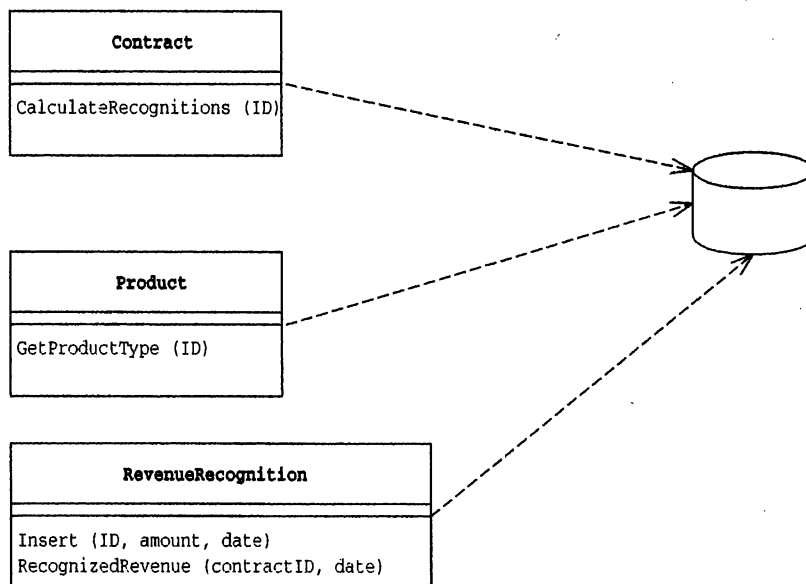 Contract
CalculateRecognitions (ID)
Product
GetProductType (ID)
RevenueRecognition
Insert (ID, amount, date)
RecognizedRevenue (contractID, date)